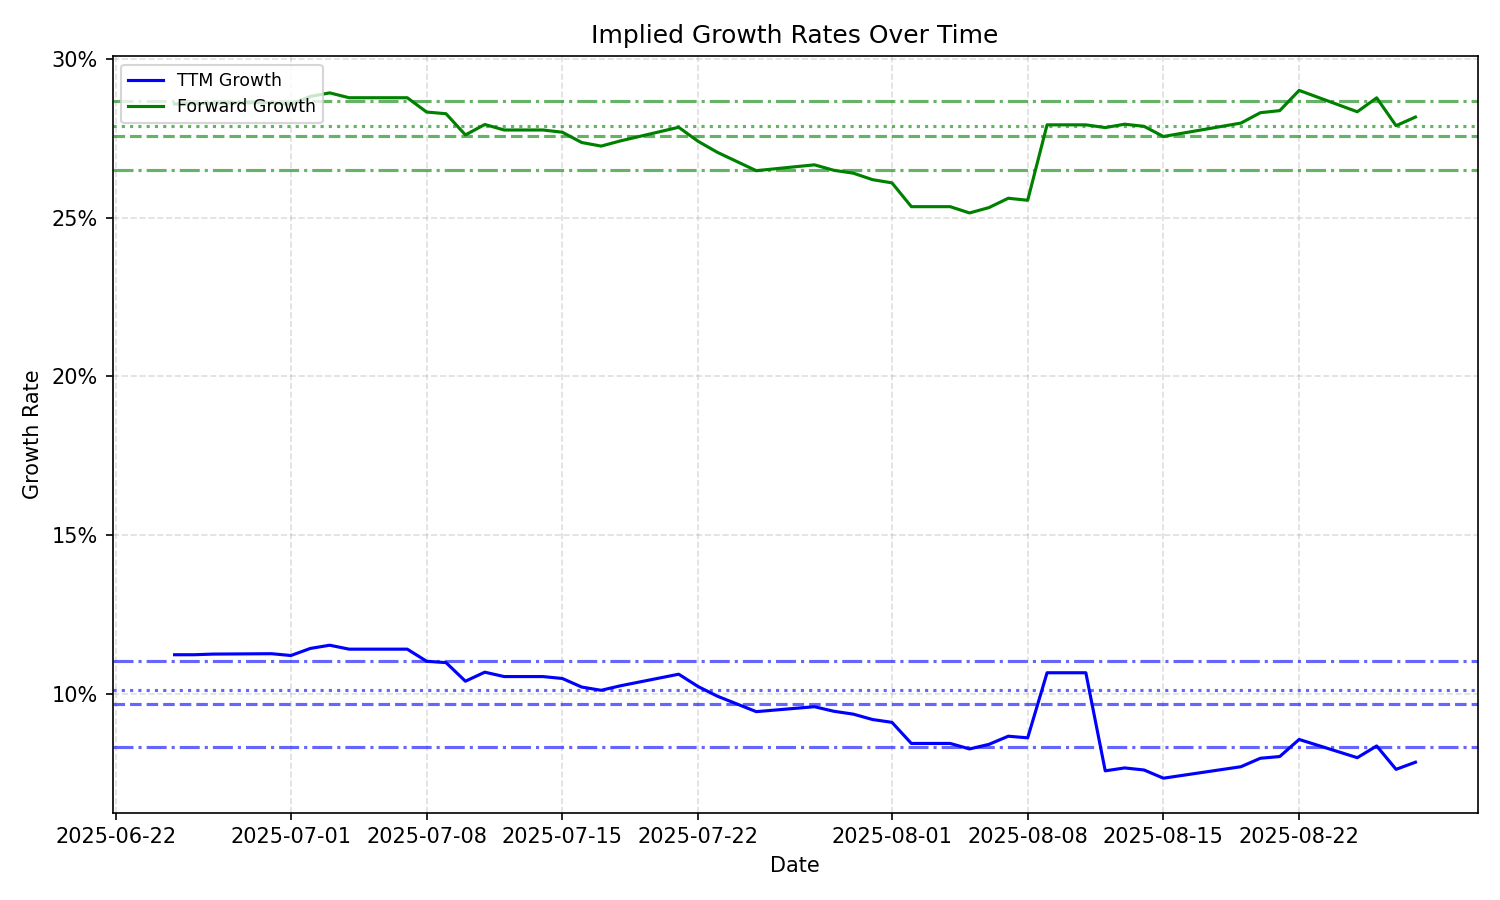 Implied Growth Rates Over Time
TTM Growth
Forward Growth
30%
25%
20%
15%
10%
Growth Rate
2025-06-22
2025-07-01
2025-07-08
2025-07-15
2025-07-22
2025-08-01
2025-08-08
2025-08-15
2025-08-22
Date